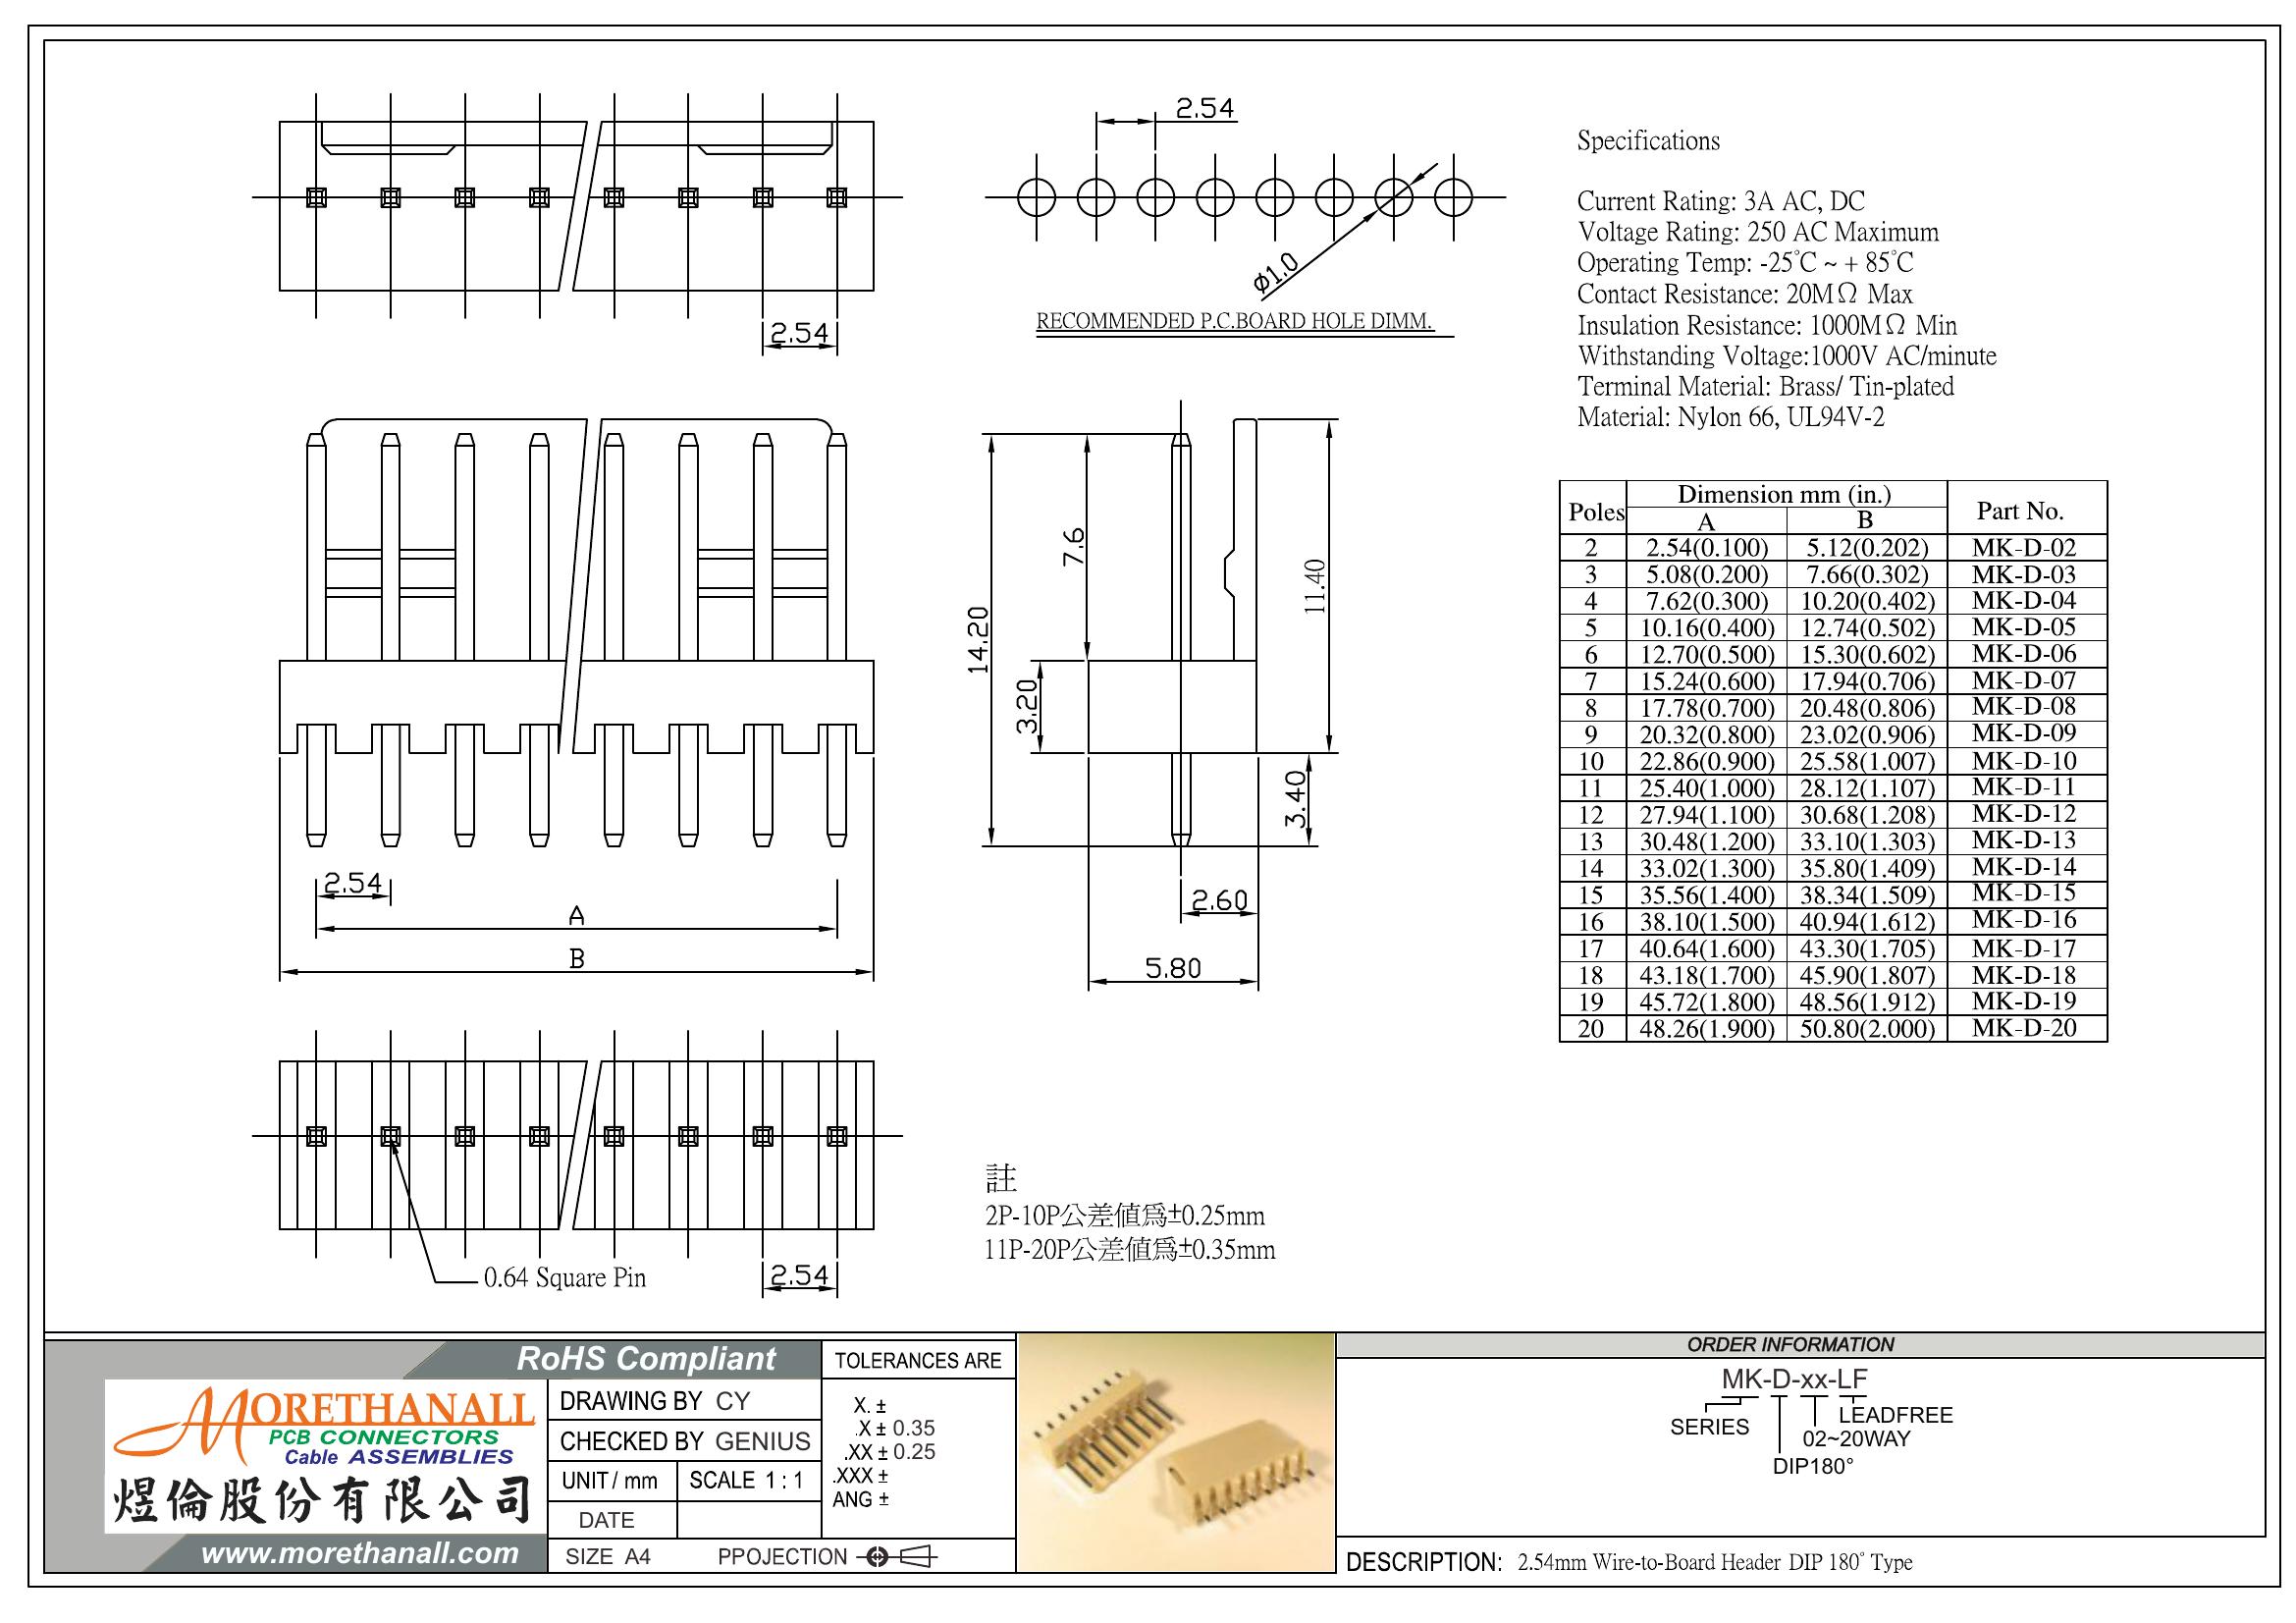 2.54
2.54
Ø1.0
RECOMMENDED P.C.BOARD HOLE DIMM.
Specifications
Current Rating: 3A AC, DC
Voltage Rating: 250 AC Maximum
Operating Temp: -25°C ~ + 85°C
Contact Resistance: 20MΩ Max
Insulation Resistance: 1000MΩ Min
Withstanding Voltage:1000V AC/minute
Terminal Material: Brass/ Tin-plated
Material: Nylon 66, UL94V-2
14.20
7.6
3.20
11.40
3.40
2.60
5.80
2.54
A
B
Poles Dimension mm (in.) Part No.
A B
2 2.54(0.100) 5.12(0.202) MK-D-02
3 5.08(0.200) 7.66(0.302) MK-D-03
4 7.62(0.300) 10.20(0.402) MK-D-04
5 10.16(0.400) 12.74(0.502) MK-D-05
6 12.70(0.500) 15.30(0.602) MK-D-06
7 15.24(0.600) 17.94(0.706) MK-D-07
8 17.78(0.700) 20.48(0.806) MK-D-08
9 20.32(0.800) 23.02(0.906) MK-D-09
10 22.86(0.900) 25.58(1.007) MK-D-10
11 25.40(1.000) 28.12(1.107) MK-D-11
12 27.94(1.100) 30.68(1.208) MK-D-12
13 30.48(1.200) 33.10(1.303) MK-D-13
14 33.02(1.300) 35.80(1.409) MK-D-14
15 35.56(1.400) 38.34(1.509) MK-D-15
16 38.10(1.500) 40.94(1.612) MK-D-16
17 40.64(1.600) 43.30(1.705) MK-D-17
18 43.18(1.700) 45.90(1.807) MK-D-18
19 45.72(1.800) 48.56(1.912) MK-D-19
20 48.26(1.900) 50.80(2.000) MK-D-20
0.64 Square Pin
2.54
註
2P-10P公差値爲±0.25mm
11P-20P公差値爲±0.35mm
RoHS Compliant
MORETHANALL
PCB CONNECTORS
Cable ASSEMBLIES
煜倫股份有限公司
www.morethanall.com
DRAWING BY CY
CHECKED BY GENIUS
UNIT / mm SCALE 1 : 1
DATE
SIZE A4 PPOJECTION
TOLERANCES ARE
X. ±
.X ± 0.35
.XX ± 0.25
.XXX ±
ANG ±
ORDER INFORMATION
MK-D-xx-LF
SERIES
LEADFREE
02~20WAY
DIP180°
DESCRIPTION: 2.54mm Wire-to-Board Header DIP 180° Type